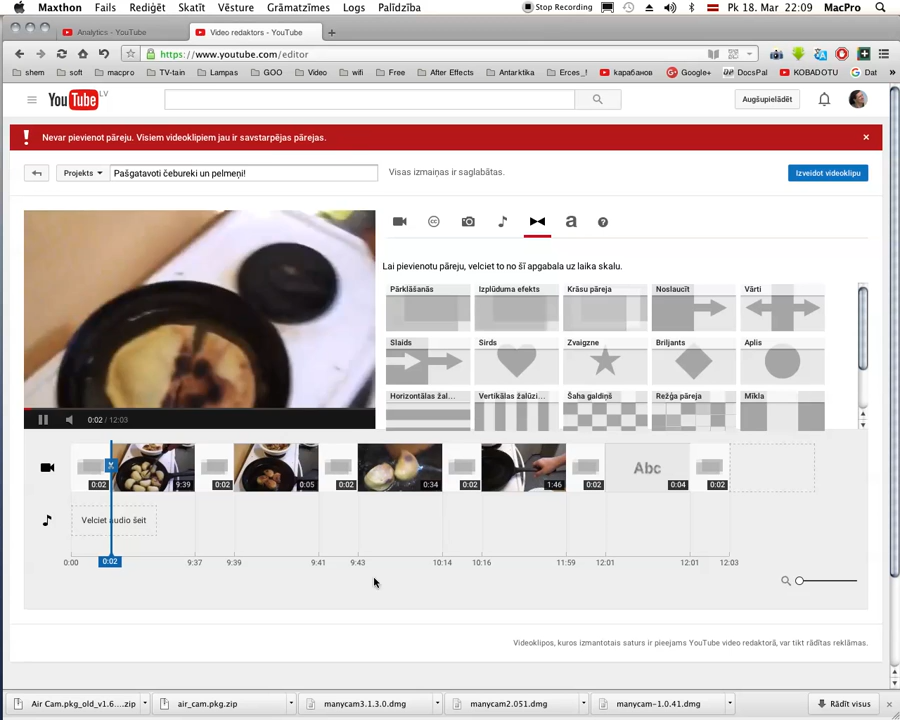 Maxthon Fails Rediģēt Skatīt Vēsture Grāmatzīmes Logs Palīdzība Stop Recording Pk 18. Mar 22:09 MacPro
Analytics - YouTube
Video redaktors - YouTube
https://www.youtube.com/editor
shem soft macpro TV-tain Lampas GOO Video wifi Free After Effects Antarktika Erces_! карабанов Google+ DocsPal KOBADOTU Dat »
YouTube LV
Augšupielādēt
Nevar pievienot pāreju. Visiem videoklipiem jau ir savstarpējas pārejas.
Projekts Pašgatavoti čebureki un pelmeņi! Visas izmaiņas ir saglabātas. Izveidot videoklipu
cc a ?
Lai pievienotu pāreju, velciet to no šī apgabala uz laika skalu.
Pārklāšanās Izplūduma efekts Krāsu pāreja Noslaucīt Vārti
Slaids Sirds Zvaigzne Briljants Aplis
Horizontālas žal... Vertikālas žalūzi... Šaha galdiņš Režģa pāreja Mīkla
0:02 / 12:03
Abc
0:02 9:39 0:02 0:05 0:02 0:34 0:02 1:46 0:02 0:04 0:02
Velciet audio šeit
0:00 0:02 9:37 9:39 9:41 9:43 10:14 10:16 11:59 12:01 12:01 12:03
Videoklipos, kuros izmantotais saturs ir pieejams YouTube video redaktorā, var tikt rādītas reklāmas.
Air Cam.pkg_old_v1.6....zip air_cam.pkg.zip manycam3.1.3.0.dmg manycam2.051.dmg manycam-1.0.41.dmg Rādīt visus